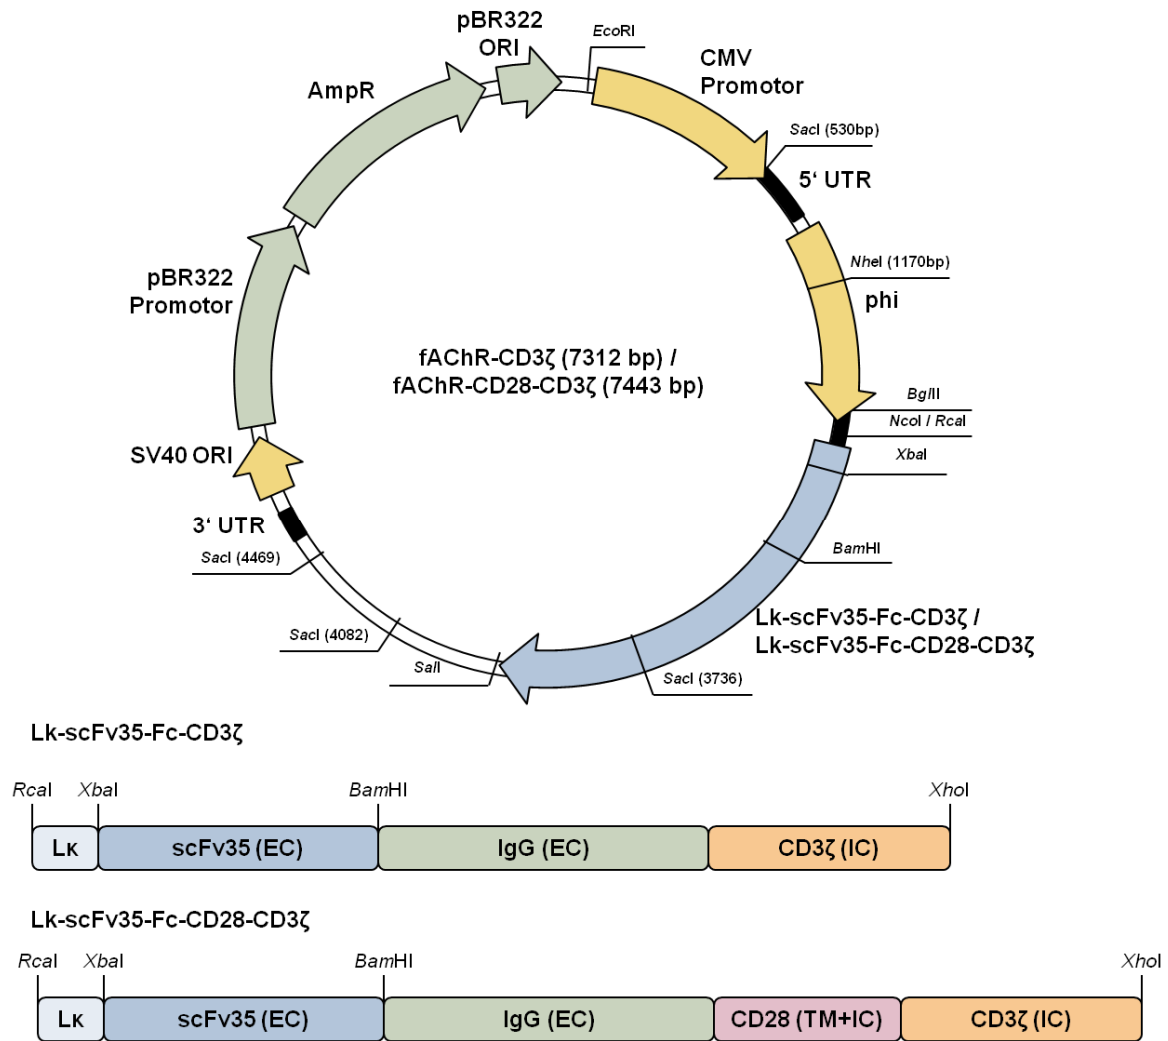 pBR322
ORI
EcoRI
CMV
Promotor
AmpR
SacI (530bp)
5‘ UTR
NheI (1170bp)
phi
pBR322
Promotor
fAChR-CD3ζ (7312 bp) /
fAChR-CD28-CD3ζ (7443 bp)
BglII
NcoI / RcaI
XbaI
SV40 ORI
3‘ UTR
SacI (4469)
BamHI
Lk-scFv35-Fc-CD3ζ /
Lk-scFv35-Fc-CD28-CD3ζ
SacI (4082)
SalI
SacI (3736)
Lk-scFv35-Fc-CD3ζ
RcaI XbaI BamHI XhoI
Lκ scFv35 (EC) IgG (EC) CD3ζ (IC)
Lk-scFv35-Fc-CD28-CD3ζ
RcaI XbaI BamHI XhoI
Lκ scFv35 (EC) IgG (EC) CD28 (TM+IC) CD3ζ (IC)